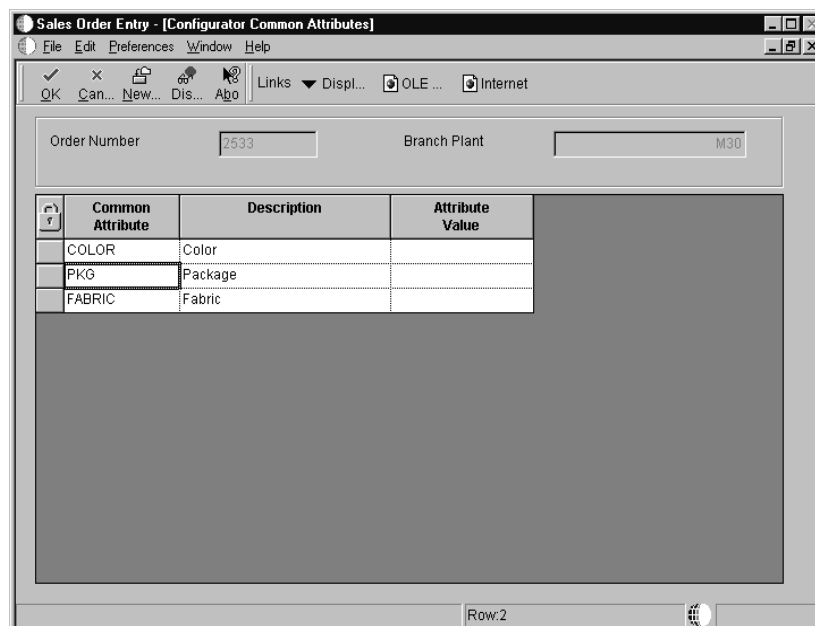 Sales Order Entry - [Configurator Common Attributes]
File Edit Preferences Window Help
OK Can... New... Dis... Abo Links Displ... OLE ... Internet
Order Number 2533 Branch Plant M30
Common Attribute Description Attribute Value
COLOR Color
PKG Package
FABRIC Fabric
Row:2